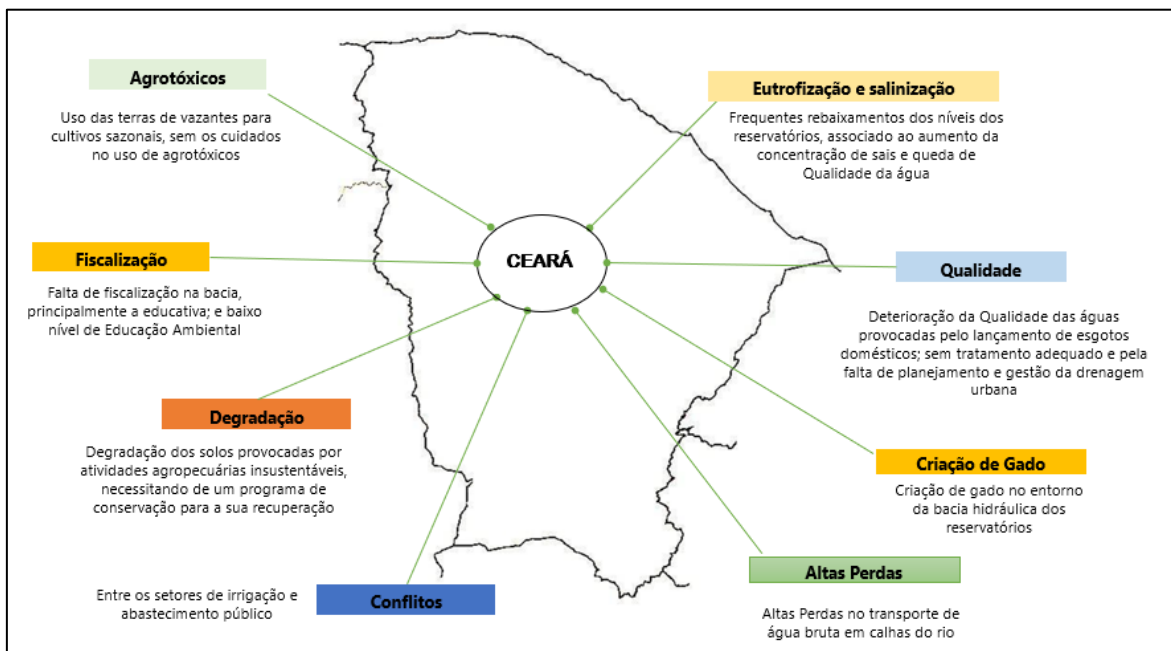 Agrotóxicos
Uso das terras de vazantes para
cultivos sazonais, sem os cuidados
no uso de agrotóxicos
Eutrofização e salinização
Frequentes rebaixamentos dos níveis dos
reservatórios, associado ao aumento da
concentração de sais e queda de
Qualidade da água
CEARÁ
Fiscalização
Falta de fiscalização na bacia,
principalmente a educativa; e baixo
nível de Educação Ambiental
Qualidade
Deterioração da Qualidade das águas
provocadas pelo lançamento de esgotos
domésticos; sem tratamento adequado e pela
falta de planejamento e gestão da drenagem
urbana
Degradação
Degradação dos solos provocadas por
atividades agropecuárias insustentáveis,
necessitando de um programa de
conservação para a sua recuperação
Criação de Gado
Criação de gado no entorno
da bacia hidráulica dos
reservatórios
Conflitos
Entre os setores de irrigação e
abastecimento público
Altas Perdas
Altas Perdas no transporte de
água bruta em calhas do rio